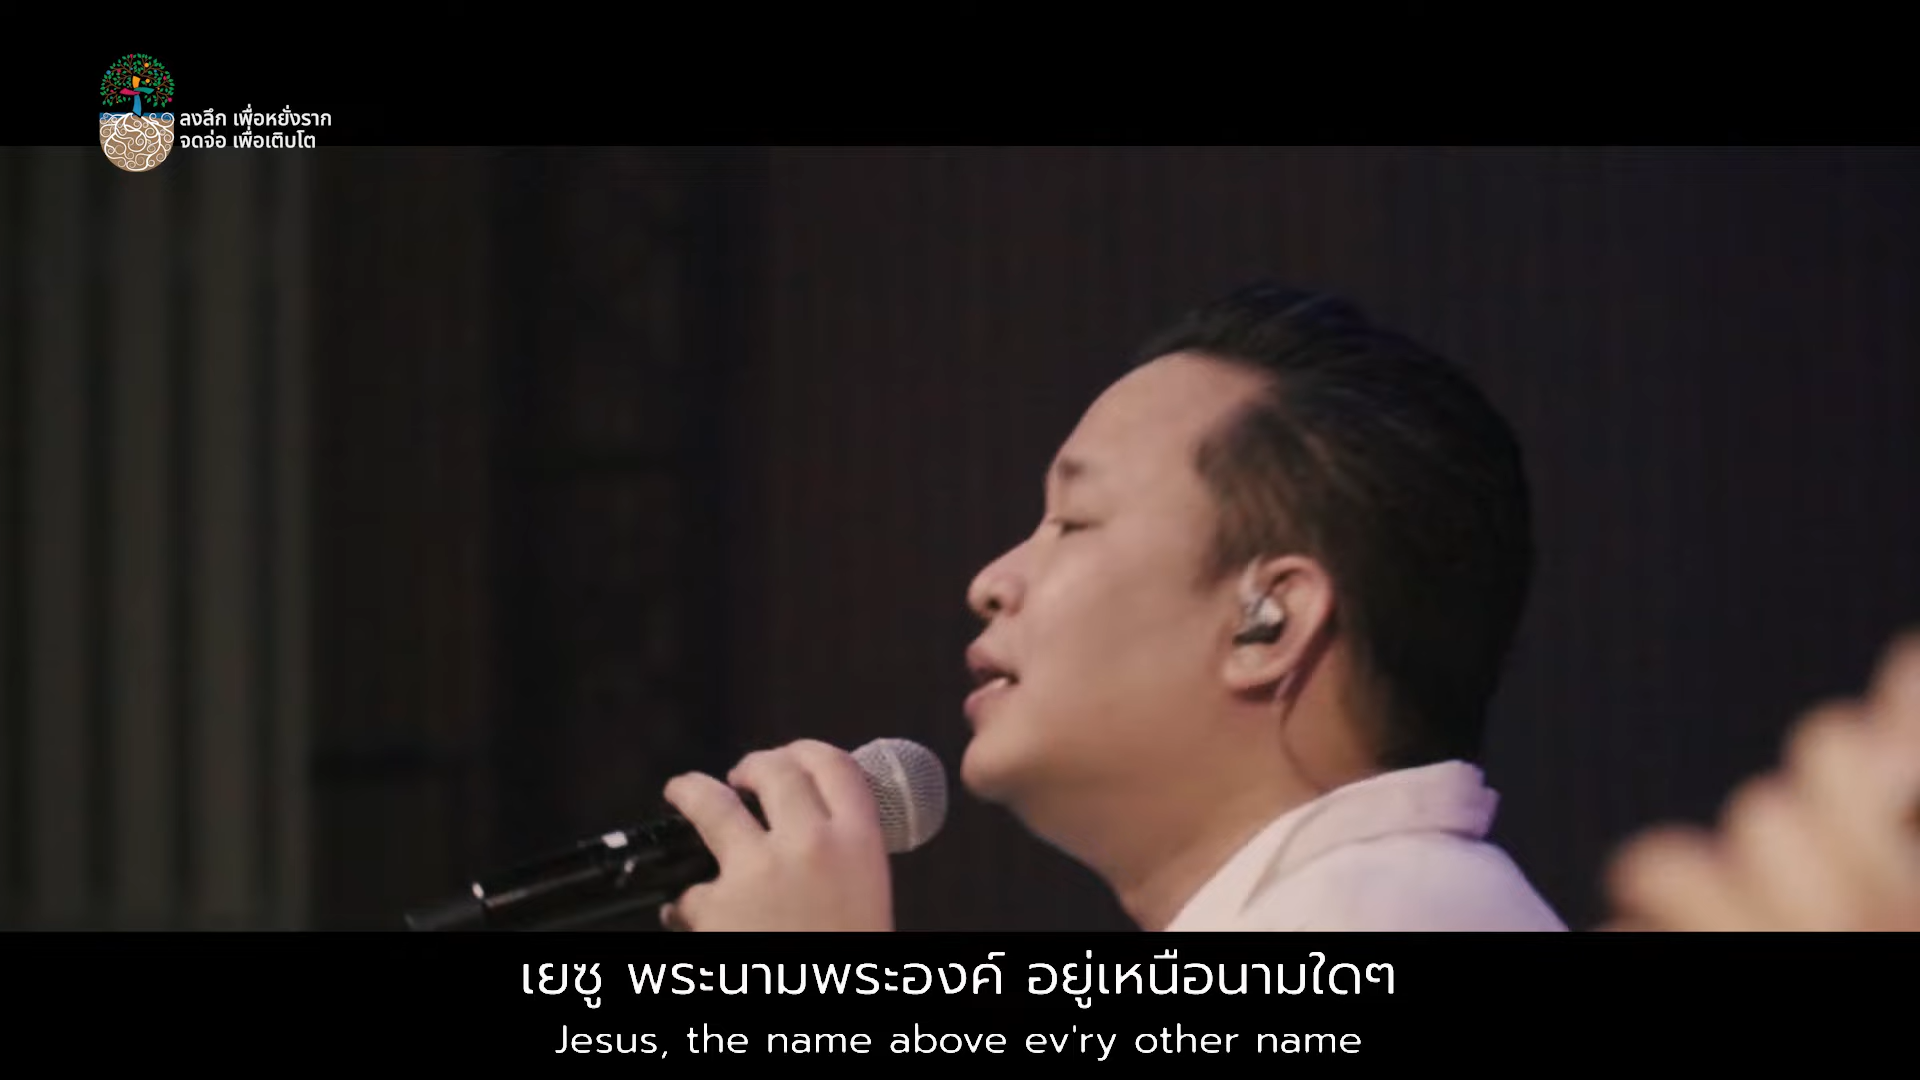 ลงลึก เพื่อหยั่งราก
จดจ่อ เพื่อเติบโต
เยซู พระนามพระองค์ อยู่เหนือนามใดๆ
Jesus, the name above ev'ry other name